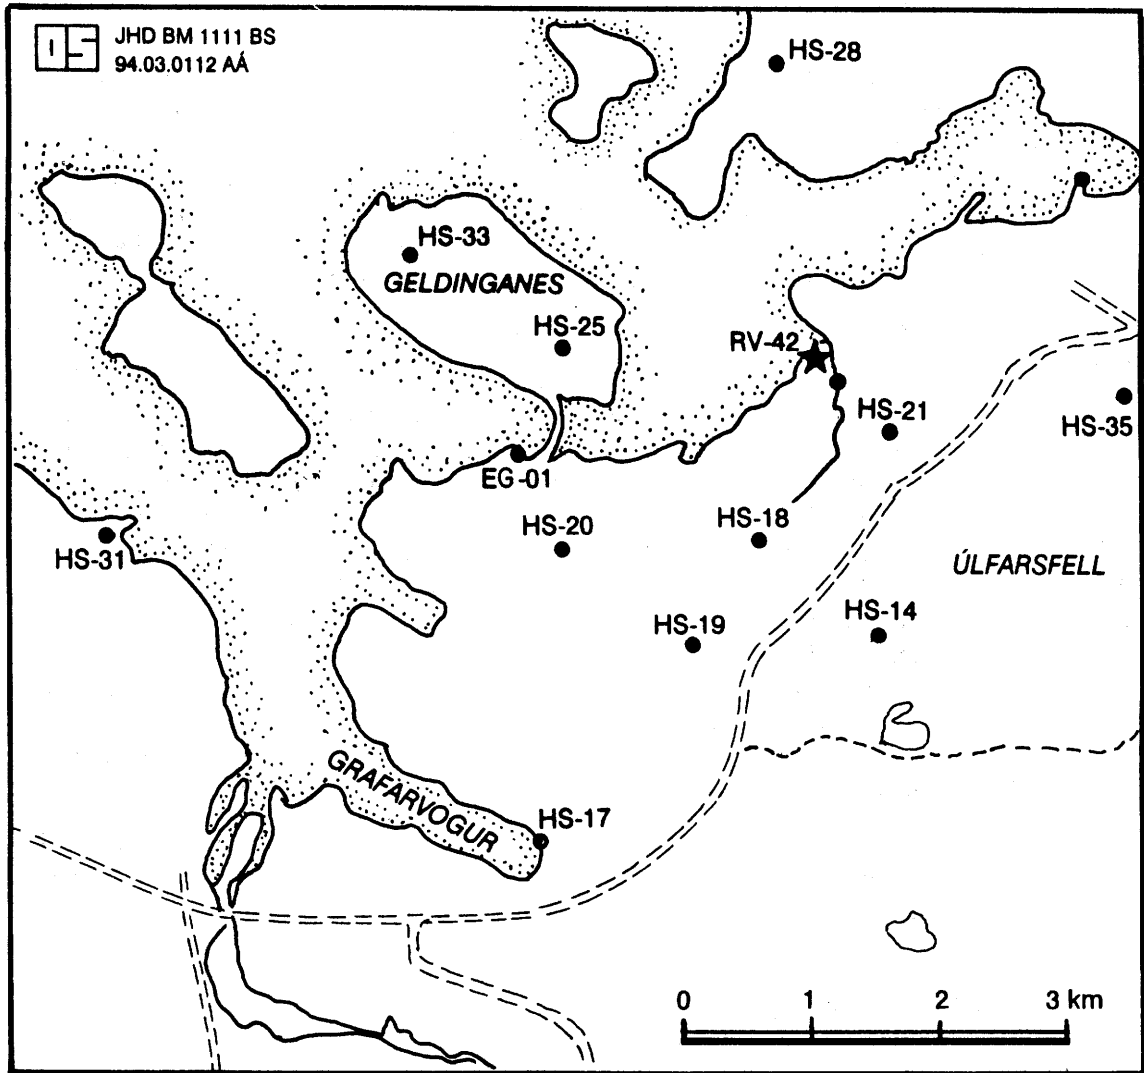 JHD BM 1111 BS
94.03.0112 AÁ
HS-28
HS-33
GELDINGANES
HS-25
RV-42
HS-21
HS-35
EG-01
HS-20
HS-18
HS-31
ÚLFARSFELL
HS-14
HS-19
GRAFARVOGUR
HS-17
0 1 2 3 km